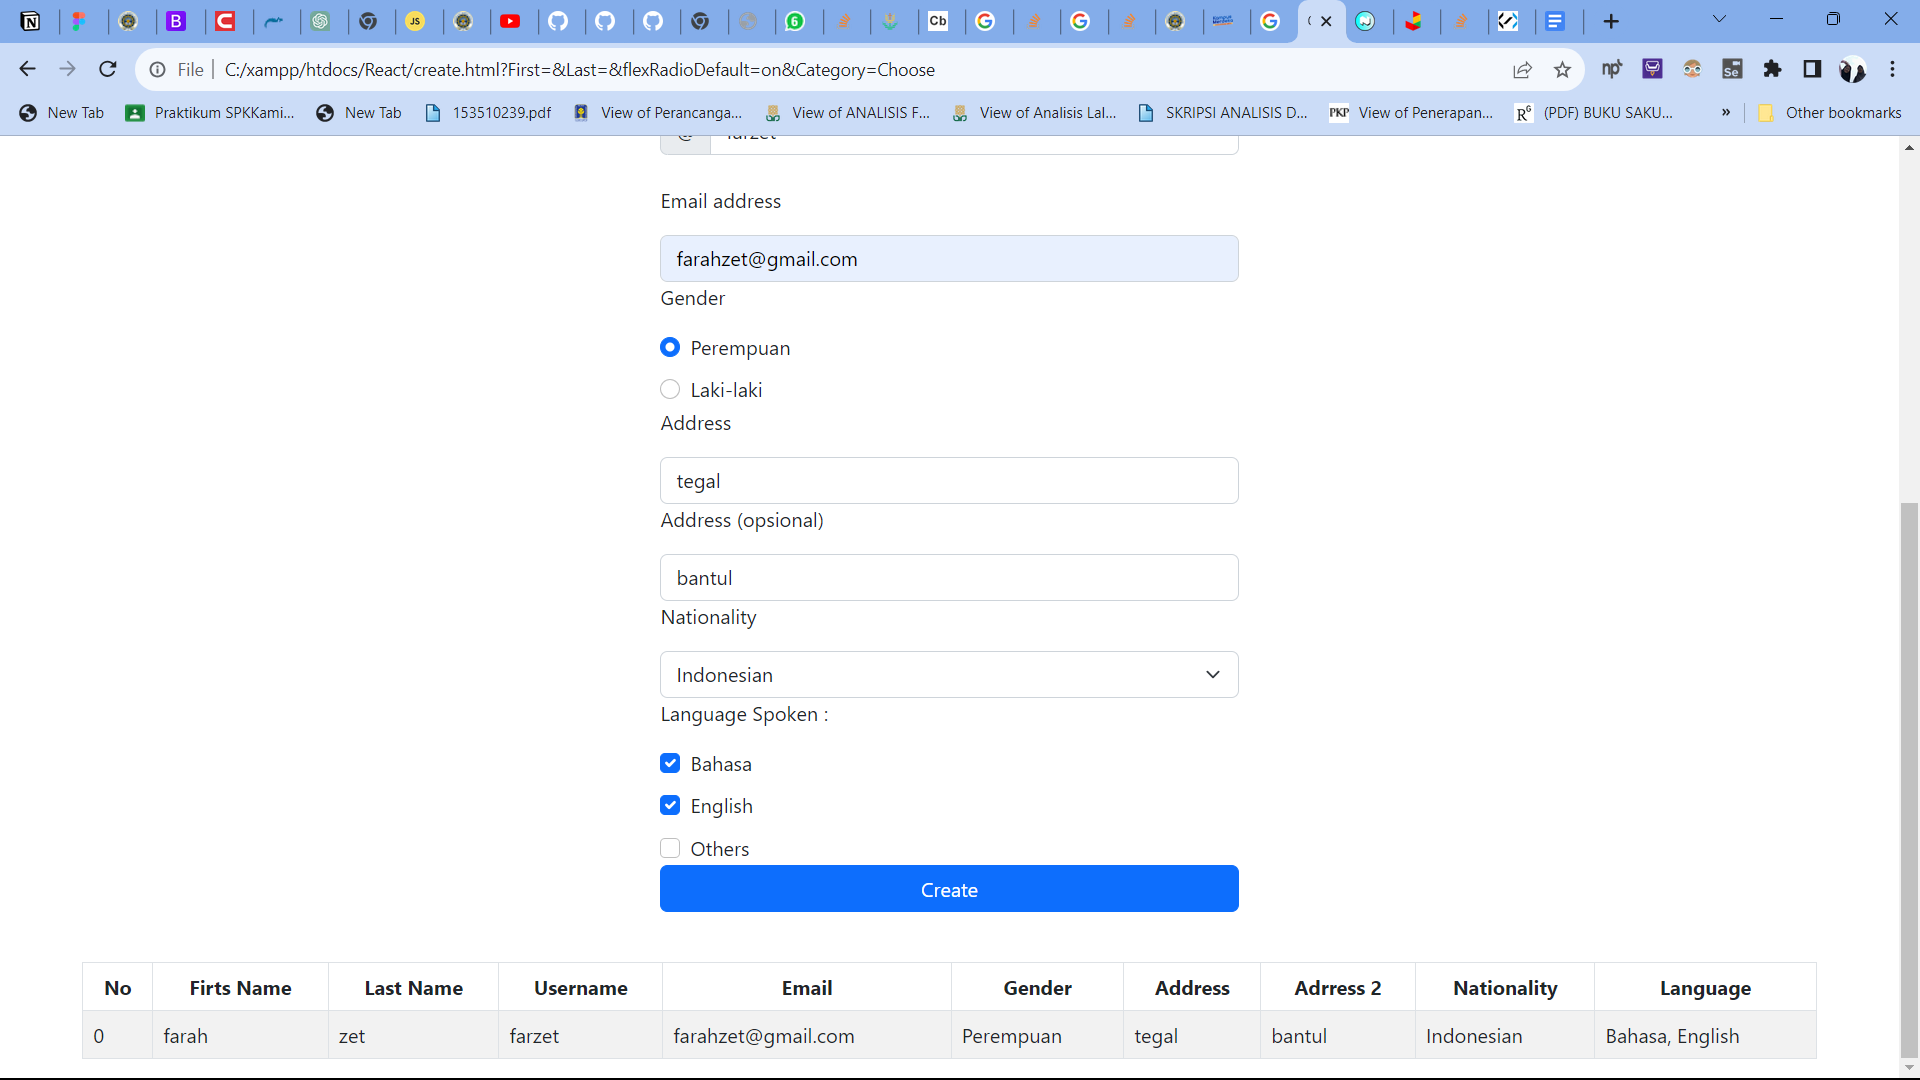 File
C:/xampp/htdocs/React/create.html?First=&Last=&flexRadioDefault=on&Category=Choose
New Tab
Praktikum SPKKami...
New Tab
153510239.pdf
View of Perancanga...
View of ANALISIS F...
View of Analisis Lal...
SKRIPSI ANALISIS D...
PKP
View of Penerapan...
(PDF) BUKU SAKU...
»
Other bookmarks
@ farzet
Email address
farahzet@gmail.com
Gender
Perempuan
Laki-laki
Address
tegal
Address (opsional)
bantul
Nationality
Indonesian
Language Spoken :
Bahasa
English
Others
Create
No Firts Name Last Name Username Email Gender Address Adrress 2 Nationality Language
0 farah zet farzet farahzet@gmail.com Perempuan tegal bantul Indonesian Bahasa, English